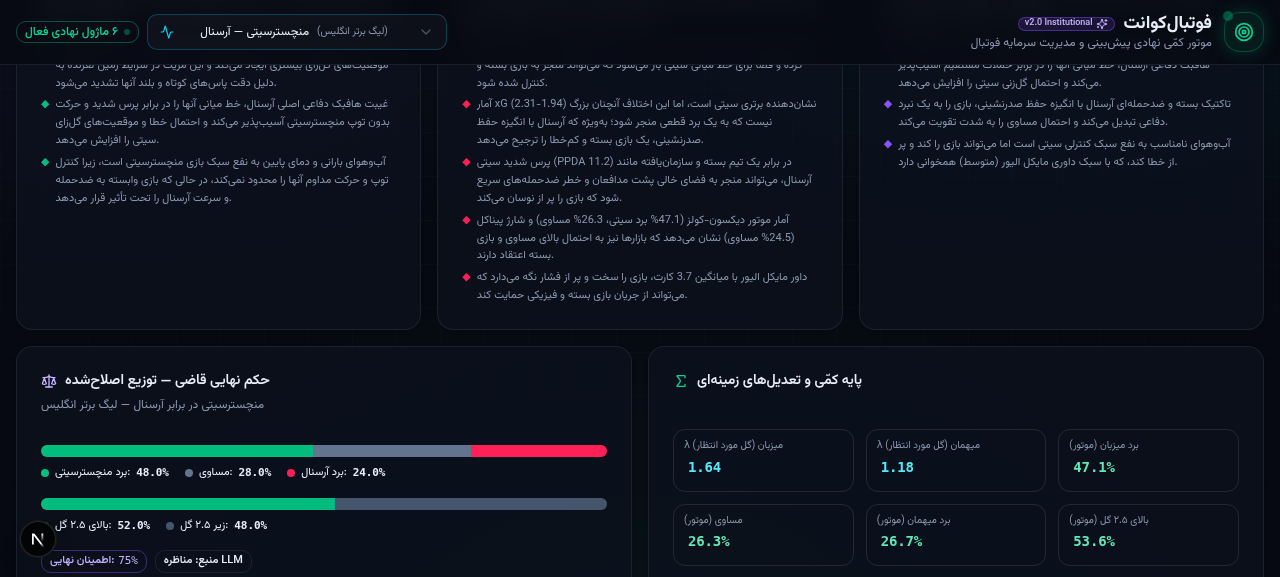 فوتبال‌کوانت
v2.0 Institutional
موتور کمّی نهادی پیش‌بینی و مدیریت سرمایه فوتبال
منچسترسیتی — آرسنال (لیگ برتر انگلیس)
۶ ماژول نهادی فعال
می‌کند و احتمال گل‌زنی سیتی را افزایش می‌دهد.
تاکتیک بسته و ضدحمله‌ای آرسنال با انگیزه حفظ صدرنشینی، بازی را به یک نبرد
دفاعی تبدیل می‌کند و احتمال مساوی را به شدت تقویت می‌کند.
آب‌وهوای نامناسب به نفع سبک کنترلی سیتی است اما می‌تواند بازی را کند و پر
از خطا کند، که با سبک داوری مایکل الیور (متوسط) همخوانی دارد.
کنترل شده شود.
آمار xG (2.31-1.94) نشان‌دهنده برتری سیتی است، اما این اختلاف آنچنان بزرگ
نیست که به یک برد قطعی منجر شود؛ به‌ویژه که آرسنال با انگیزه حفظ
صدرنشینی، یک بازی بسته و کم‌خطا را ترجیح می‌دهد.
پرس شدید سیتی (PPDA 11.2) در برابر یک تیم بسته و سازمان‌یافته مانند
آرسنال، می‌تواند منجر به فضای خالی پشت مدافعان و خطر ضدحمله‌های سریع
شود که بازی را پر از نوسان می‌کند.
آمار موتور دیکسون-کولز (47.1% برد سیتی، 26.3% مساوی) و شارژ پیناکل
(24.5% مساوی) نشان می‌دهد که بازارها نیز به احتمال بالای مساوی و بازی
بسته اعتقاد دارند.
داور مایکل الیور با میانگین 3.7 کارت، بازی را سخت و پر از فشار نگه می‌دارد که
می‌تواند از جریان بازی بسته و فیزیکی حمایت کند.
دلیل دقت پاس‌های کوتاه و بلند آنها تشدید می‌شود.
غیبت هافبک دفاعی اصلی آرسنال، خط میانی آنها را در برابر پرس شدید و حرکت
بدون توپ منچسترسیتی آسیب‌پذیر می‌کند و احتمال خطا و موقعیت‌های گل‌زای
سیتی را افزایش می‌دهد.
آب‌وهوای بارانی و دمای پایین به نفع سبک بازی منچسترسیتی است، زیرا کنترل
توپ و حرکت مداوم آنها را محدود نمی‌کند، در حالی که بازی وابسته به ضدحمله
و سرعت آرسنال را تحت تأثیر قرار می‌دهد.
پایه کمّی و تعدیل‌های زمینه‌ای
برد میزبان (موتور)
47.1%
λ میهمان (گل مورد انتظار)
1.18
λ میزبان (گل مورد انتظار)
1.64
بالای ۲.۵ گل (موتور)
53.6%
برد میهمان (موتور)
26.7%
مساوی (موتور)
26.3%
حکم نهایی قاضی — توزیع اصلاح‌شده
منچسترسیتی در برابر آرسنال — لیگ برتر انگلیس
برد منچسترسیتی: 48.0%
مساوی: 28.0%
برد آرسنال: 24.0%
بالای ۲.۵ گل: 52.0%
زیر ۲.۵ گل: 48.0%
اطمینان نهایی: 75%
منبع: مناظره LLM
N